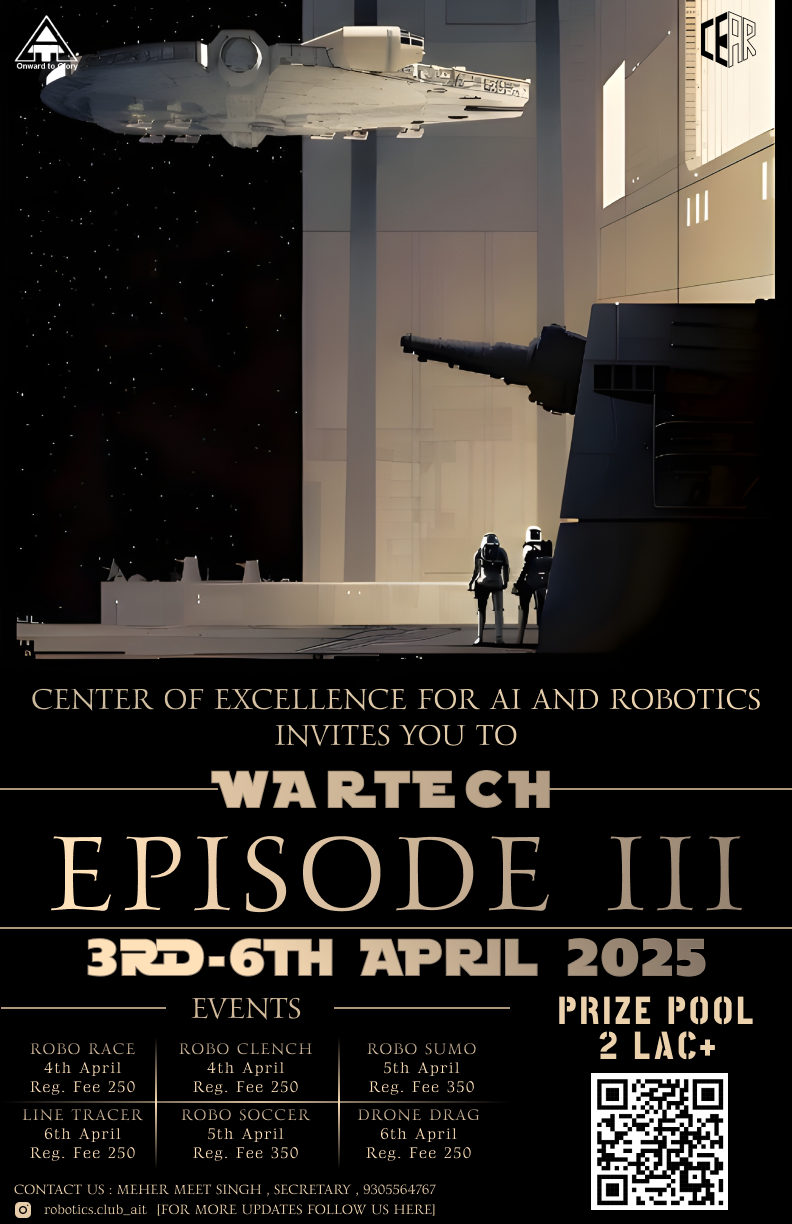 Onward to Glory
CEAR
CENTER OF EXCELLENCE FOR AI AND ROBOTICS
INVITES YOU TO
WARTECH
EPISODE III
3RD-6TH APRIL 2025
EVENTS
PRIZE POOL
2 LAC+
ROBO RACE
4th April
Reg. Fee 250
ROBO CLENCH
4th April
Reg. Fee 250
ROBO SUMO
5th April
Reg. Fee 350
LINE TRACER
6th April
Reg. Fee 250
ROBO SOCCER
5th April
Reg. Fee 350
DRONE DRAG
6th April
Reg. Fee 250
CONTACT US : MEHER MEET SINGH , SECRETARY , 9305564767
robotics.club_ait [FOR MORE UPDATES FOLLOW US HERE]